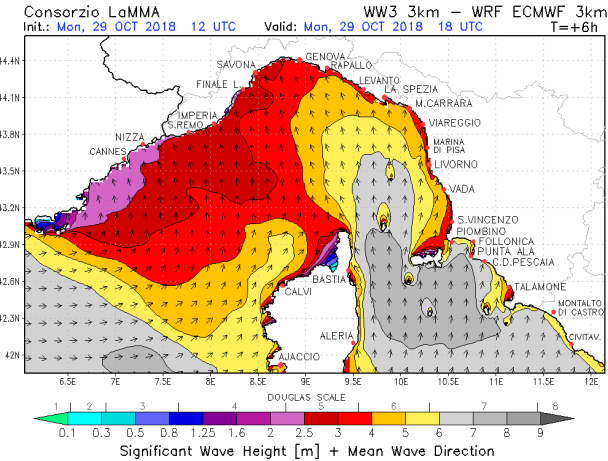 Consorzio LaMMA WW3 3km – WRF ECMWF 3km
Init.: Mon, 29 OCT 2018 12 UTC Valid: Mon, 29 OCT 2018 18 UTC T=+6h
44.4N
44.1N
43.8N
43.5N
43.2N
42.9N
42.6N
42.3N
42N
GENOVA
SAVONA
RAPALLO
FINALE L.
LEVANTO
LA SPEZIA
M.CARRARA
IMPERIA
S.REMO
VIAREGGIO
NIZZA
MARINA
DI PISA
CANNES
LIVORNO
VADA
S.VINCENZO
PIOMBINO
FOLLONICA
PUNTA ALA
C.D.PESCAIA
BASTIA
CALVI
TALAMONE
MONTALTO
DI CASTRO
ALERIA
CIVITAV.
AJACCIO
6.5E 7E 7.5E 8E 8.5E 9E 9.5E 10E 10.5E 11E 11.5E 12E
DOUGLAS SCALE
1 2 3 4 5 6 7 8
0.1 0.3 0.5 0.8 1.25 1.6 2 2.5 3 4 5 6 7 8 9
Significant Wave Height [m] + Mean Wave Direction